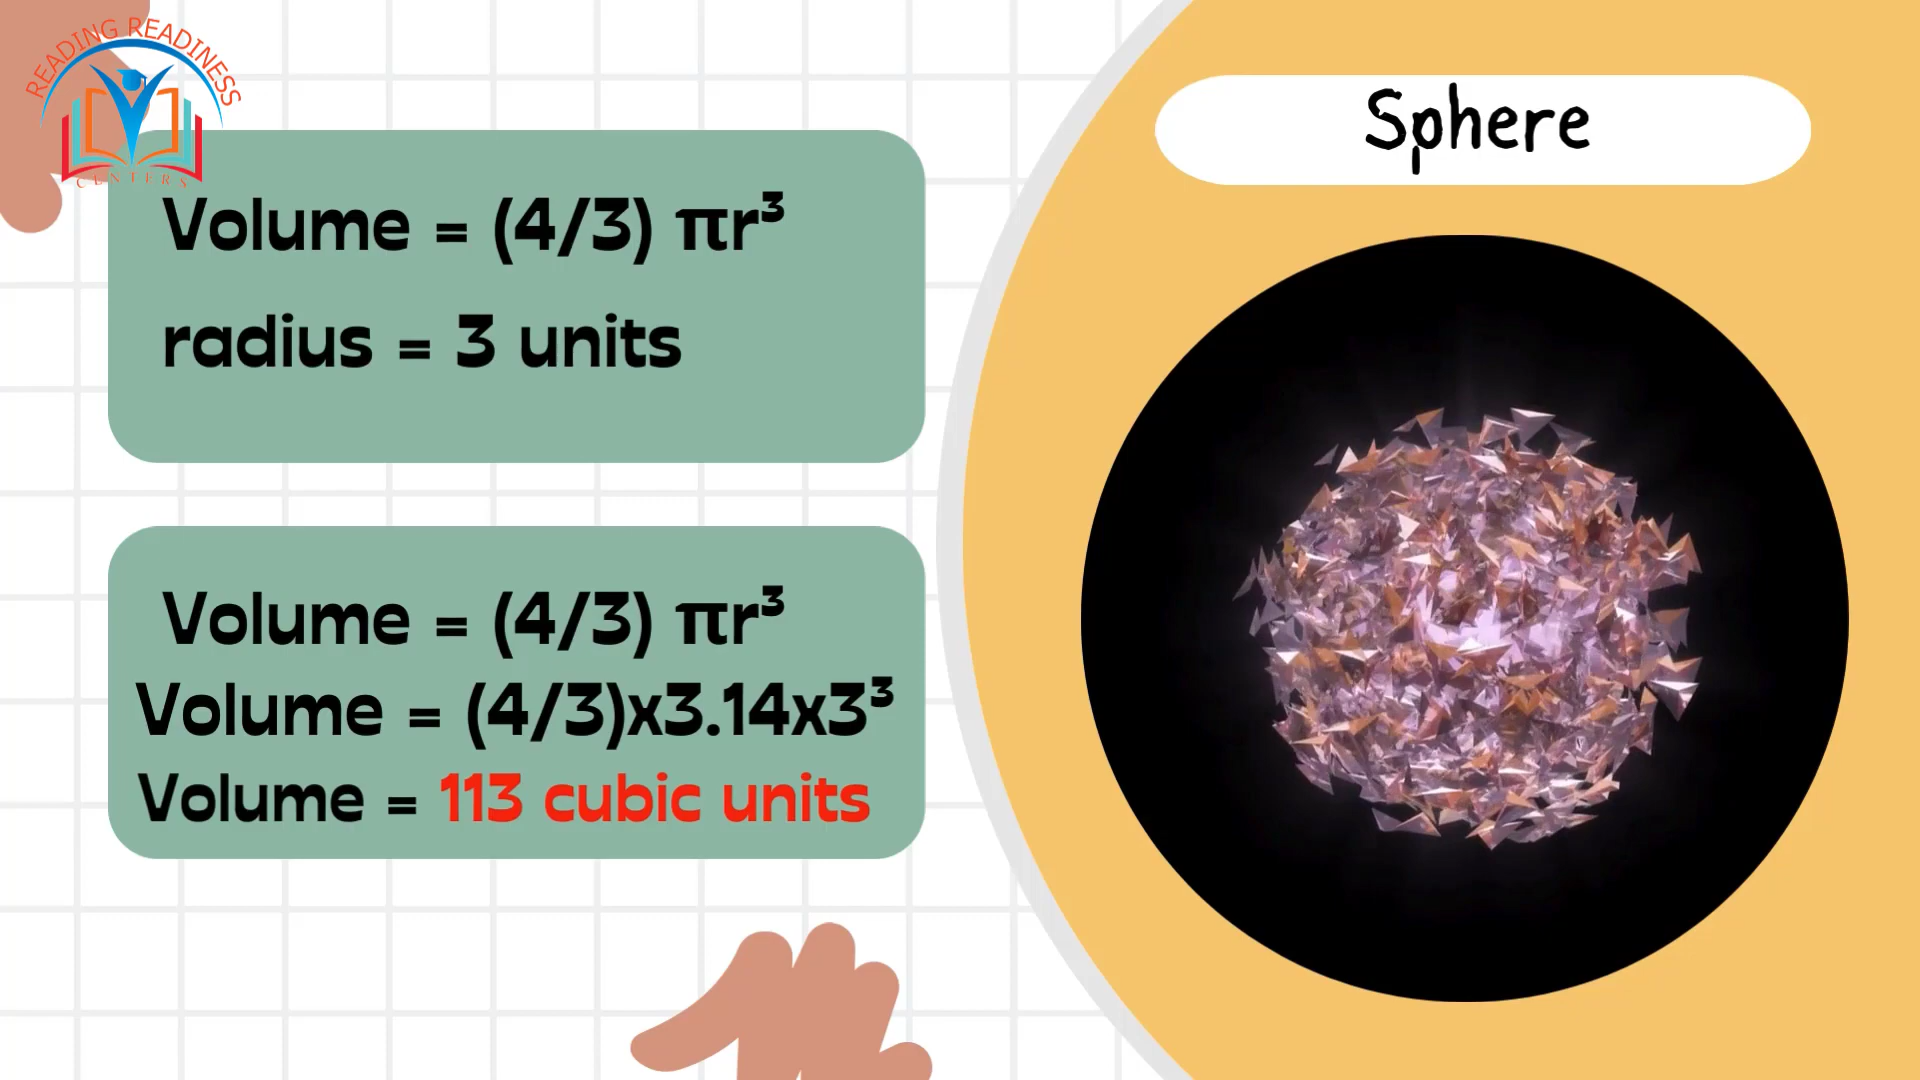 READING READINESS
CENTERS
Volume = (4/3) πr³
radius = 3 units
Volume = (4/3) πr³
Volume = (4/3)x3.14x3³
Volume = 113 cubic units
Sphere